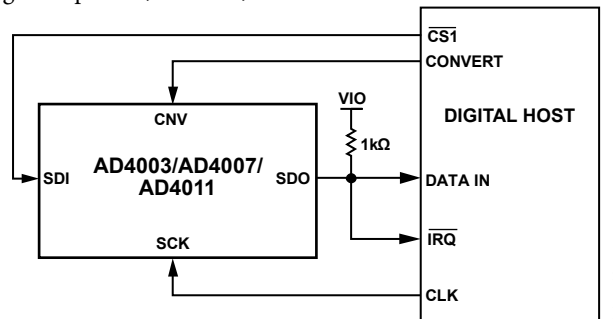 CS1
CONVERT
VIO
CNV
DIGITAL HOST
1kΩ
AD4003/AD4007/
AD4011
SDI
SDO
DATA IN
SCK
IRQ
CLK